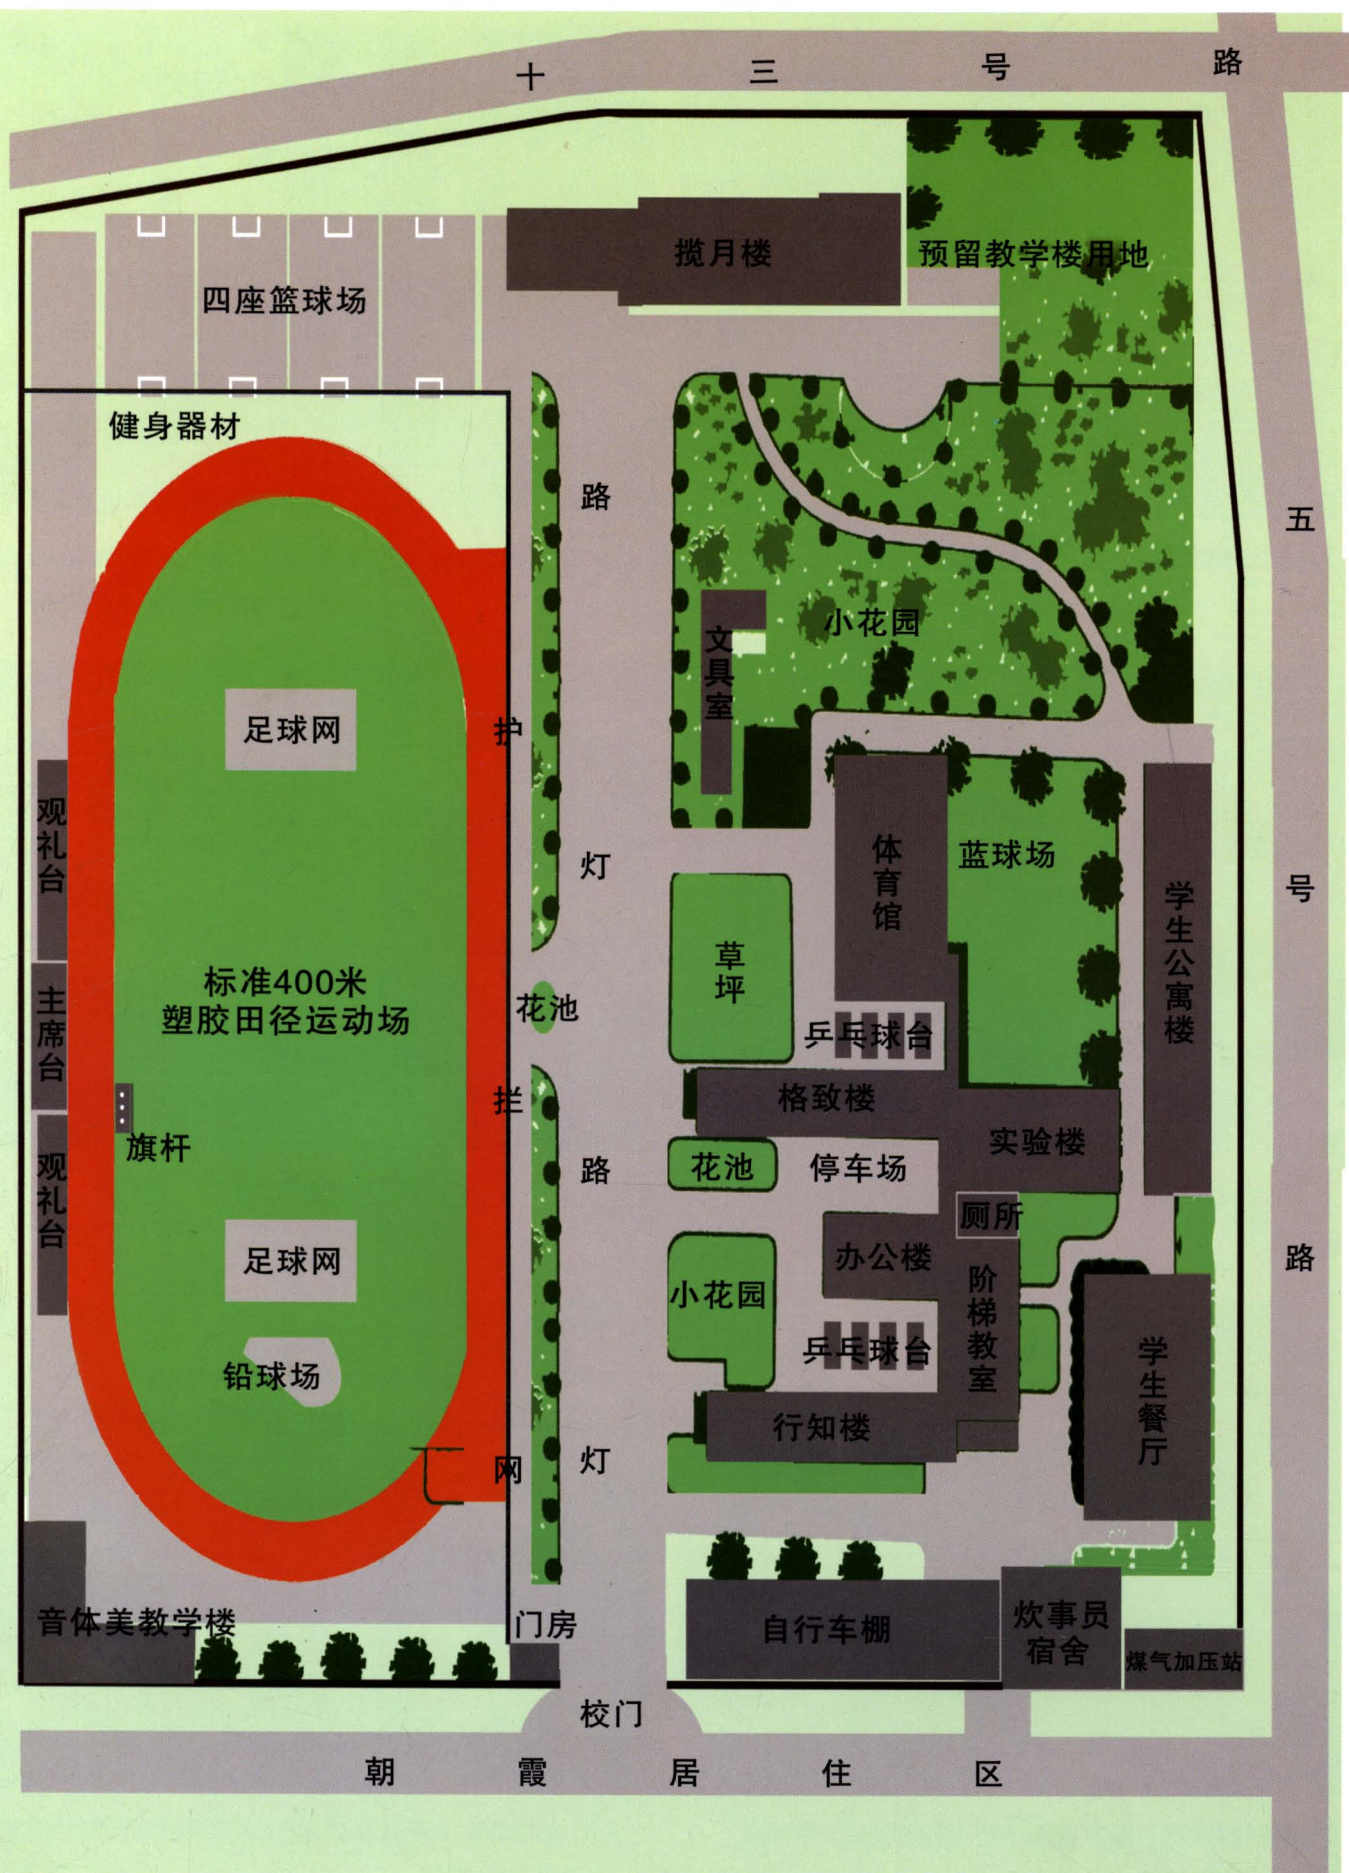 十三号路
揽月楼
预留教学楼用地
四座篮球场
健身器材
路灯
五号路
小花园
文具室
足球网
护拦网
观礼台
体育馆
蓝球场
学生公寓楼
草坪
标准400米
塑胶田径运动场
花池
主席台
乒乓球台
格致楼
实验楼
旗杆
观礼台
路灯
花池
停车场
厕所
办公楼
足球网
小花园
阶梯教室
乒乓球台
铅球场
学生餐厅
行知楼
音体美教学楼
门房
自行车棚
炊事员
宿舍
煤气加压站
校门
朝霞居住区